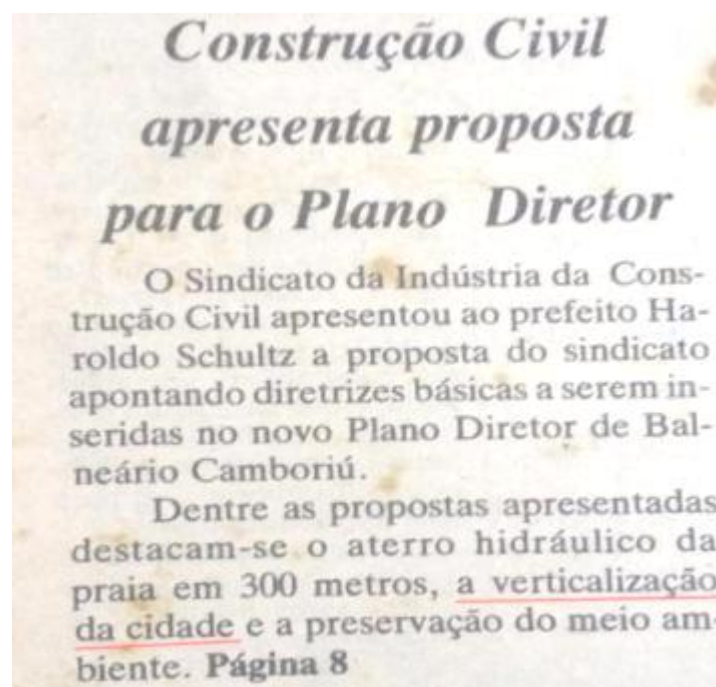 Construção Civil
apresenta proposta
para o Plano Diretor
O Sindicato da Indústria da Cons-
trução Civil apresentou ao prefeito Ha-
roldo Schultz a proposta do sindicato
apontando diretrizes básicas a serem in-
seridas no novo Plano Diretor de Bal-
neário Camboriú.
Dentre as propostas apresentadas
destacam-se o aterro hidráulico da
praia em 300 metros, a verticalização
da cidade e a preservação do meio am-
biente. Página 8